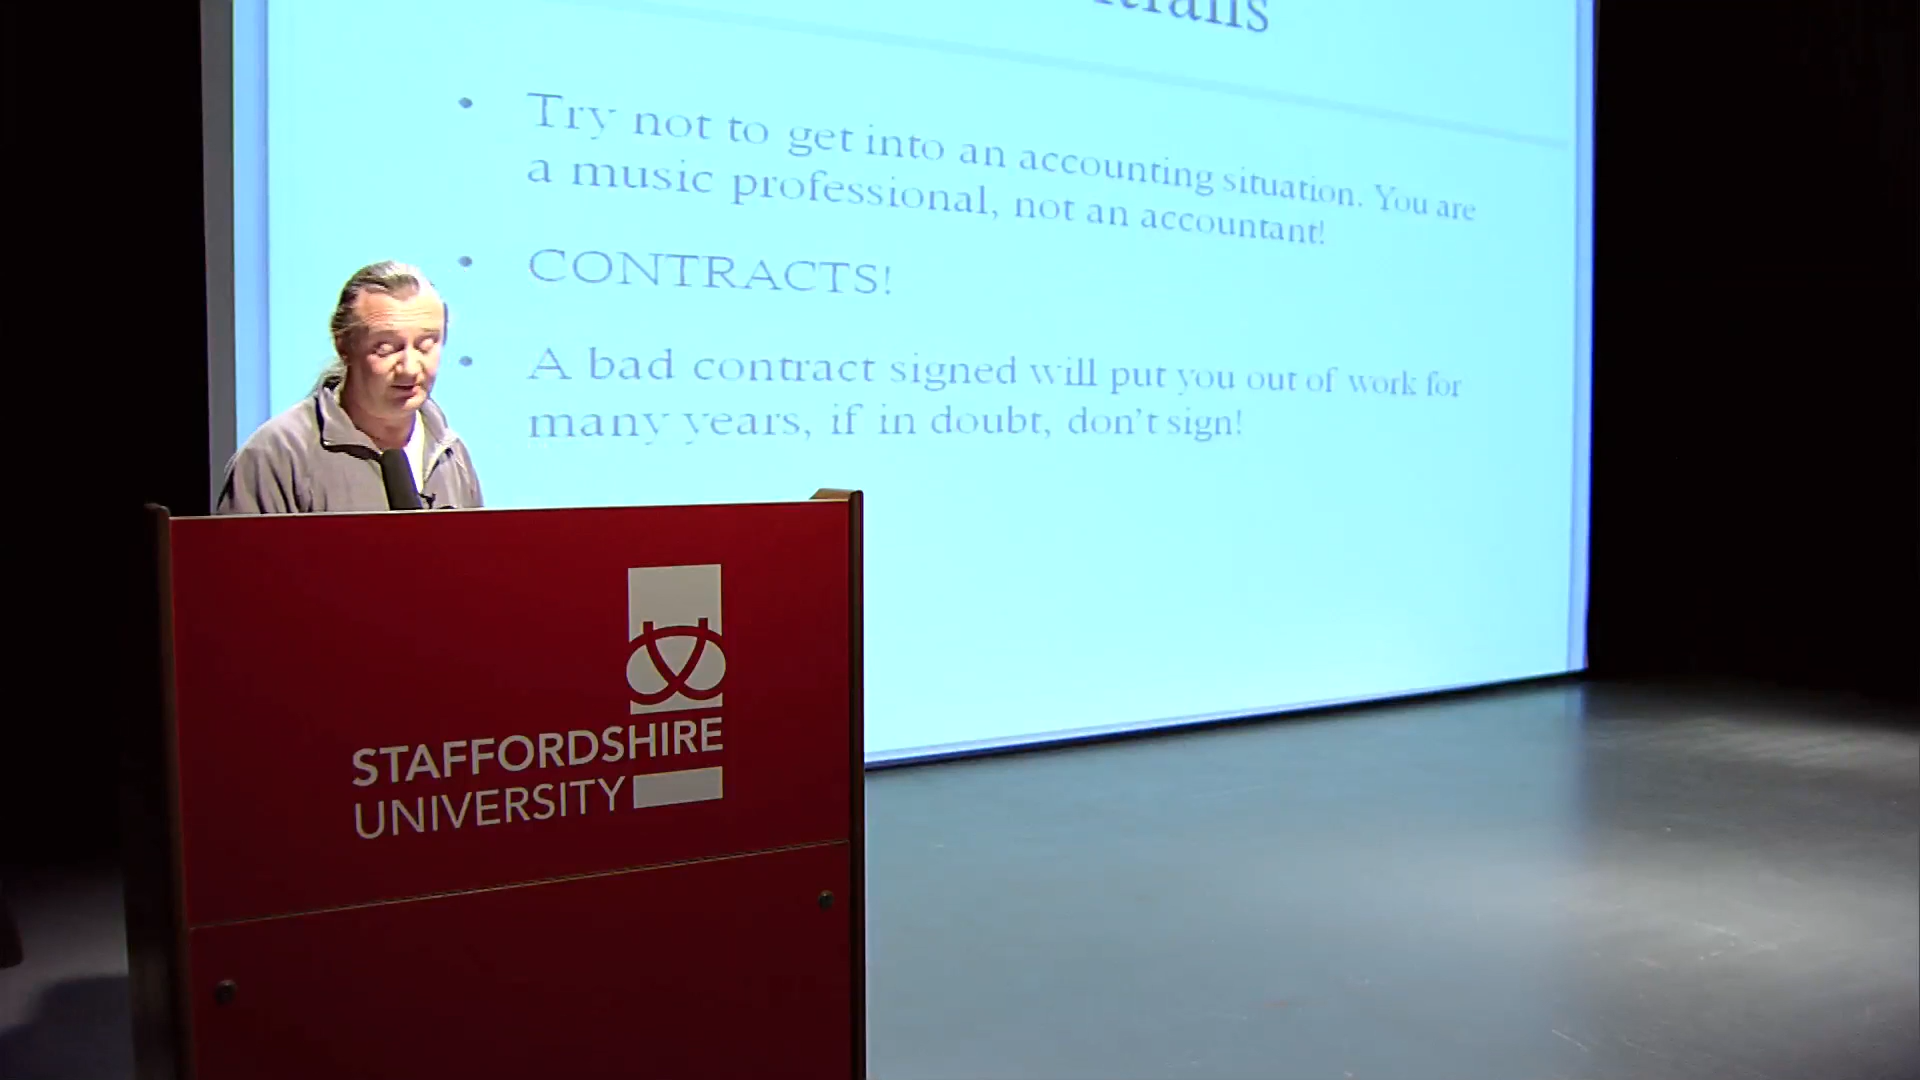 Try not to get into an accounting situation. You are
a music professional, not an accountant!
CONTRACTS!
A bad contract signed will put you out of work for
many years, if in doubt, don't sign!
STAFFORDSHIRE
UNIVERSITY